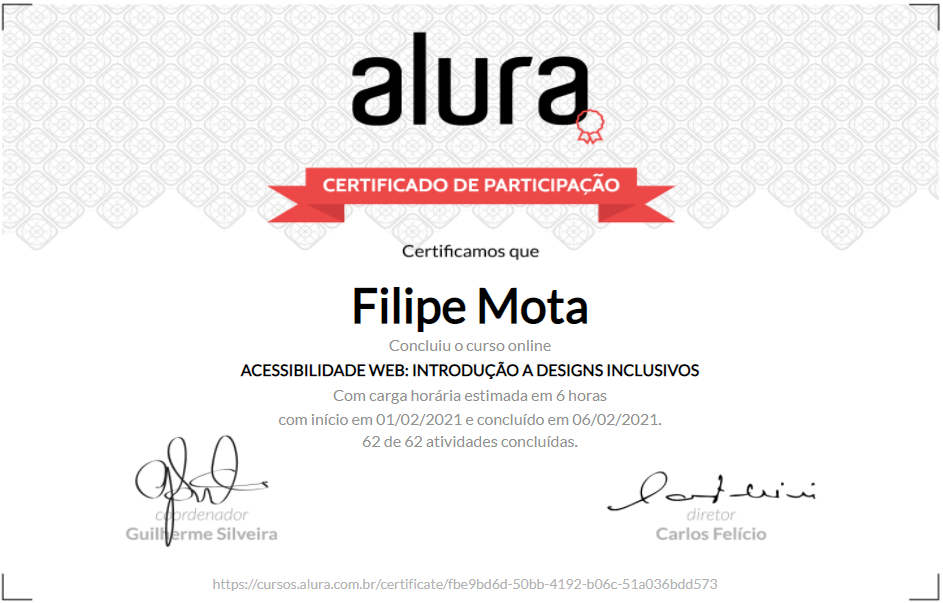 alura
CERTIFICADO DE PARTICIPAÇÃO
Certificamos que
Filipe Mota
Concluiu o curso online
ACESSIBILIDADE WEB: INTRODUÇÃO A DESIGNS INCLUSIVOS
Com carga horária estimada em 6 horas
com início em 01/02/2021 e concluído em 06/02/2021.
62 de 62 atividades concluídas.
coordenador
Guilherme Silveira
diretor
Carlos Felício
https://cursos.alura.com.br/certificate/fbe9bd6d-50bb-4192-b06c-51a036bdd573